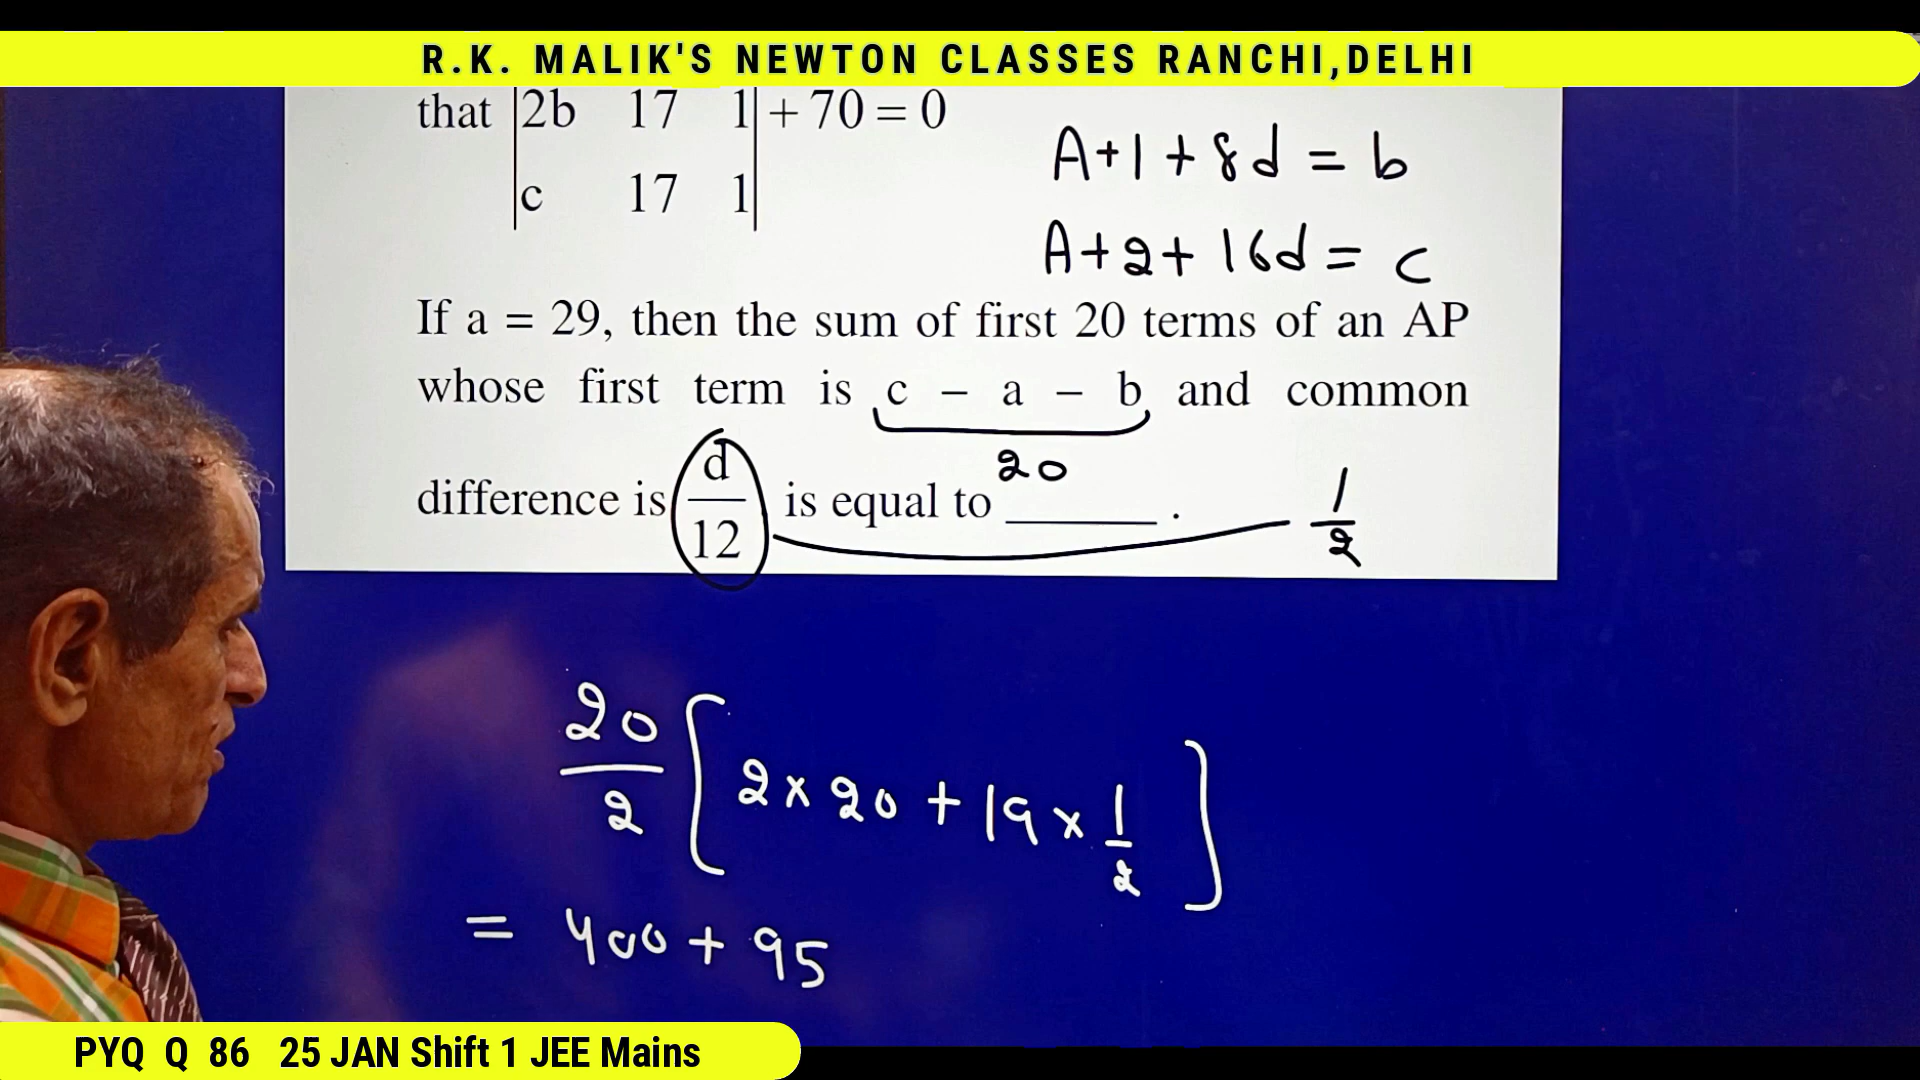 R.K. MALIK'S NEWTON CLASSES RANCHI,DELHI
that |2b 17 1| + 70 = 0
|c 17 1|
A+1+8d = b
A+2+16d = c
If a = 29, then the sum of first 20 terms of an AP
whose first term is c – a – b and common
20
difference is d/12 is equal to ______ .
1/2
20/2 [2×20+19×1/2]
= 400+95
PYQ Q 86 25 JAN Shift 1 JEE Mains